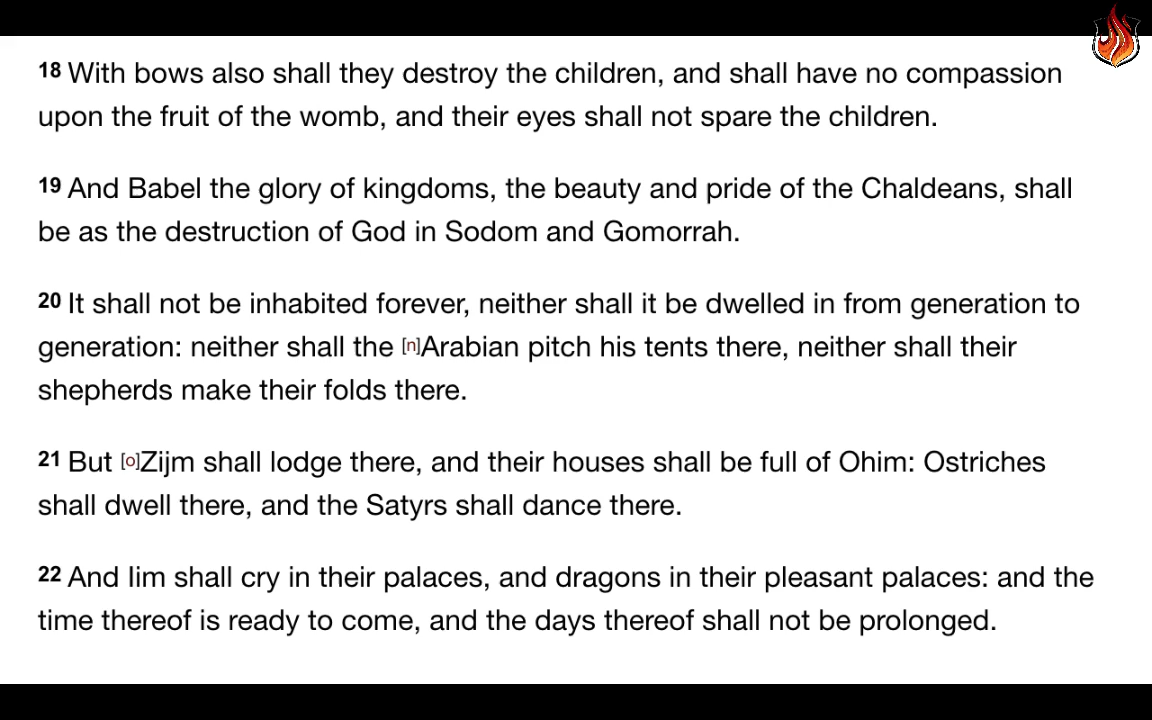 18 With bows also shall they destroy the children, and shall have no compassion
upon the fruit of the womb, and their eyes shall not spare the children.
19 And Babel the glory of kingdoms, the beauty and pride of the Chaldeans, shall
be as the destruction of God in Sodom and Gomorrah.
20 It shall not be inhabited forever, neither shall it be dwelled in from generation to
generation: neither shall the [n]Arabian pitch his tents there, neither shall their
shepherds make their folds there.
21 But [o]Zijm shall lodge there, and their houses shall be full of Ohim: Ostriches
shall dwell there, and the Satyrs shall dance there.
22 And Iim shall cry in their palaces, and dragons in their pleasant palaces: and the
time thereof is ready to come, and the days thereof shall not be prolonged.